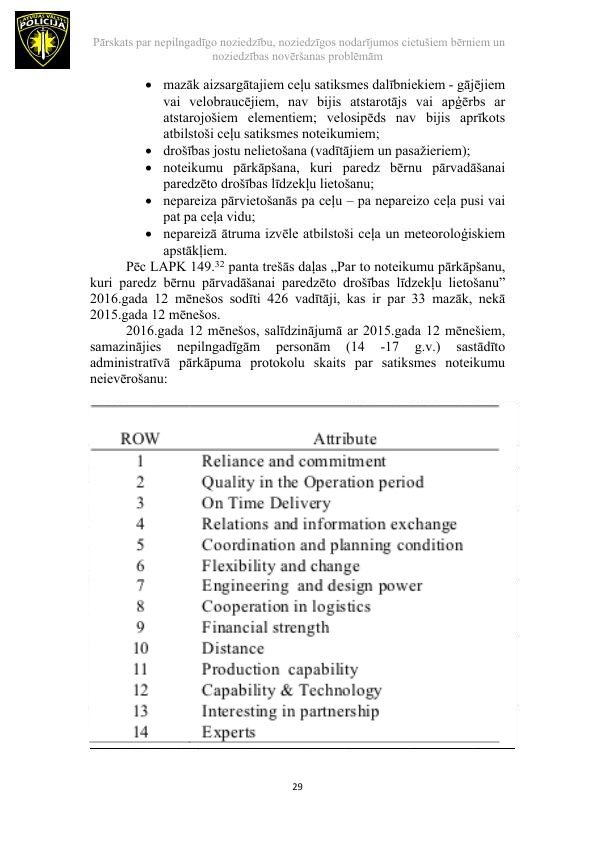 LATVIJAS VALSTS
POLICIJA
Pārskats par nepilngadīgo noziedzību, noziedzīgos nodarījumos cietušiem bērniem un
noziedzības novēršanas problēmām
• mazāk aizsargātajiem ceļu satiksmes dalībniekiem - gājējiem
vai velobraucējiem, nav bijis atstarotājs vai apģērbs ar
atstarojošiem elementiem; velosipēds nav bijis aprīkots
atbilstoši ceļu satiksmes noteikumiem;
• drošības jostu nelietošana (vadītājiem un pasažieriem);
• noteikumu pārkāpšana, kuri paredz bērnu pārvadāšanai
paredzēto drošības līdzekļu lietošanu;
• nepareiza pārvietošanās pa ceļu – pa nepareizo ceļa pusi vai
pat pa ceļa vidu;
• nepareizā ātruma izvēle atbilstoši ceļa un meteoroloģiskiem
apstākļiem.
Pēc LAPK 149.³² panta trešās daļas „Par to noteikumu pārkāpšanu,
kuri paredz bērnu pārvadāšanai paredzēto drošības līdzekļu lietošanu”
2016.gada 12 mēnešos sodīti 426 vadītāji, kas ir par 33 mazāk, nekā
2015.gada 12 mēnešos.
2016.gada 12 mēnešos, salīdzinājumā ar 2015.gada 12 mēnešiem,
samazinājies nepilngadīgām personām (14 -17 g.v.) sastādīto
administratīvā pārkāpuma protokolu skaits par satiksmes noteikumu
neievērošanu:
ROW Attribute
1 Reliance and commitment
2 Quality in the Operation period
3 On Time Delivery
4 Relations and information exchange
5 Coordination and planning condition
6 Flexibility and change
7 Engineering and design power
8 Cooperation in logistics
9 Financial strength
10 Distance
11 Production capability
12 Capability & Technology
13 Interesting in partnership
14 Experts
29